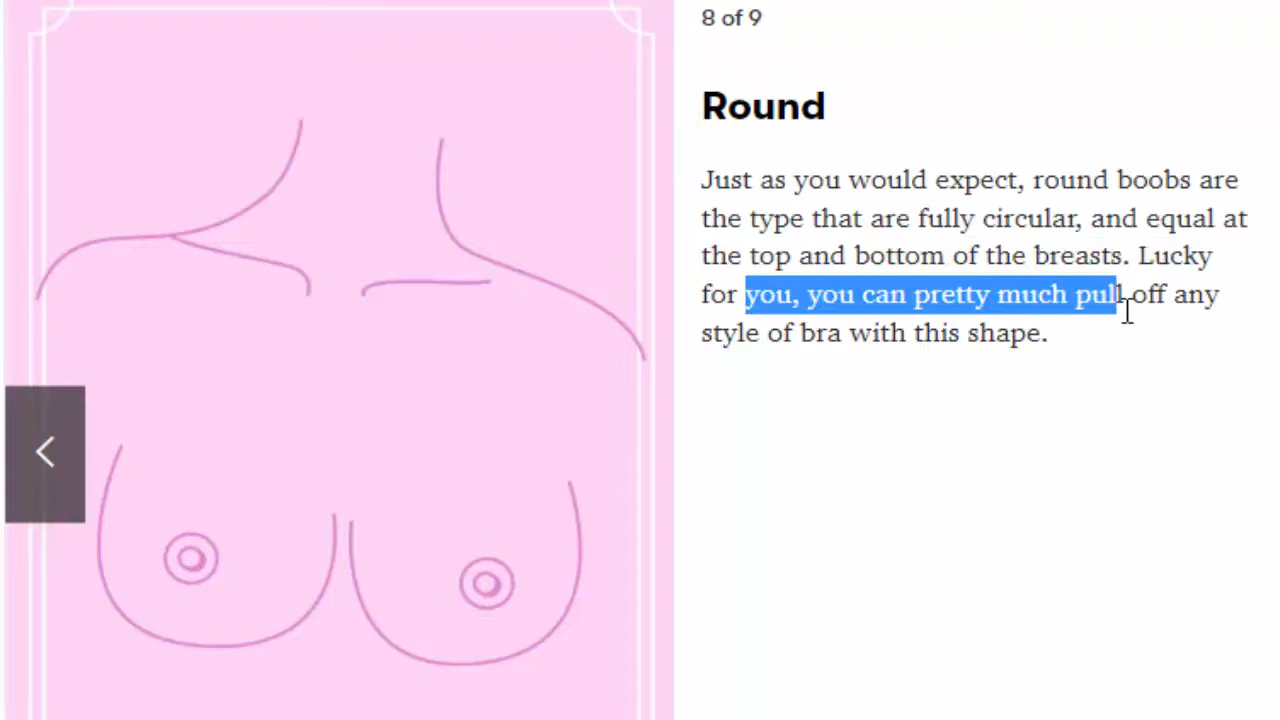 8 of 9
Round
Just as you would expect, round boobs are
the type that are fully circular, and equal at
the top and bottom of the breasts. Lucky
for you, you can pretty much pull off any
style of bra with this shape.